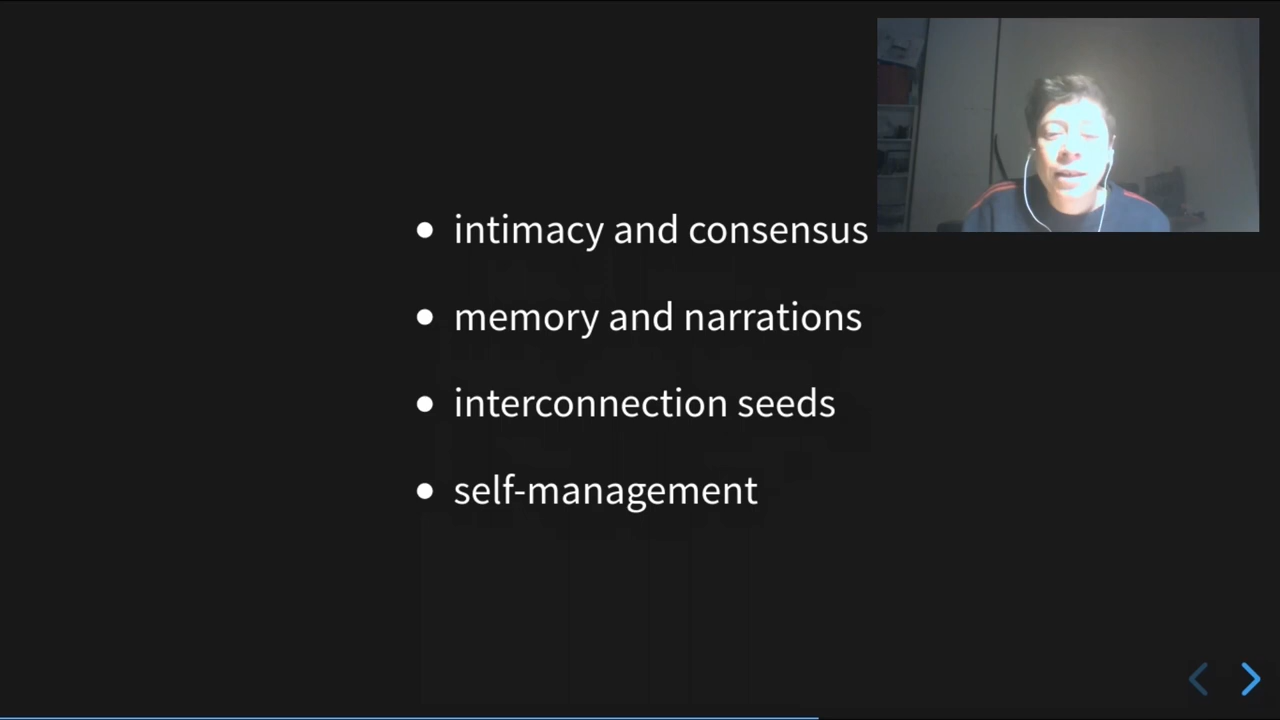 intimacy and consensus
memory and narrations
interconnection seeds
self-management